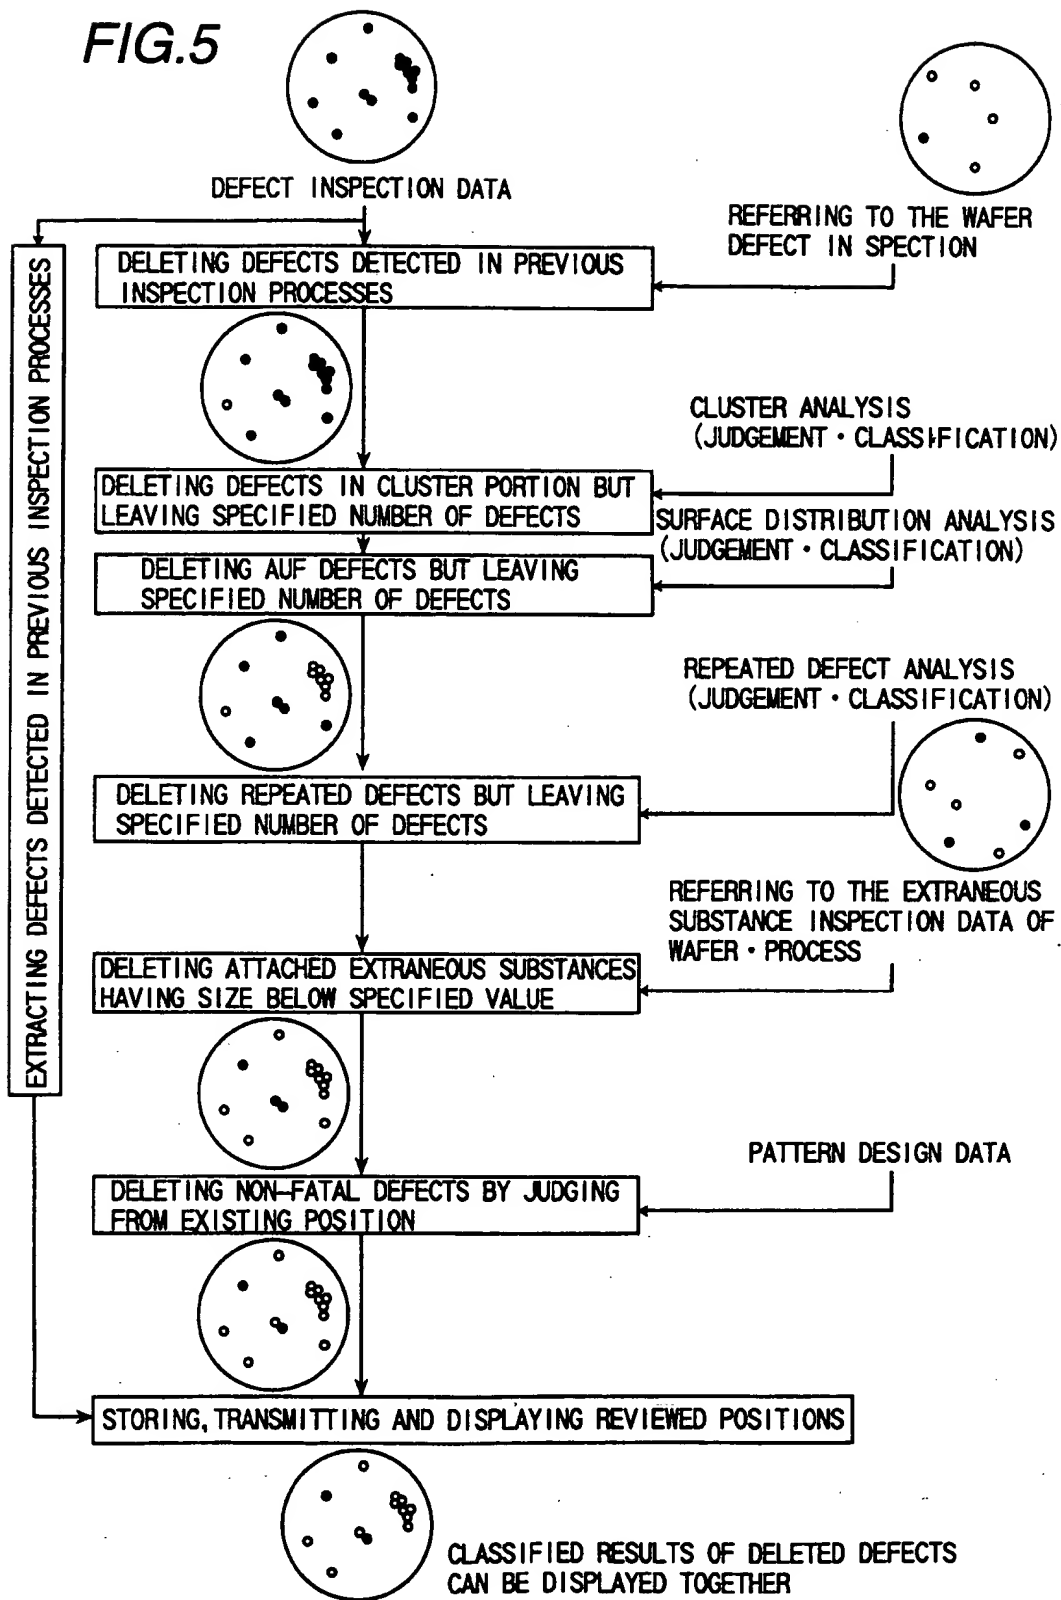 FIG.5
DEFECT INSPECTION DATA
REFERRING TO THE WAFER
DEFECT IN SPECTION
DELETING DEFECTS DETECTED IN PREVIOUS
INSPECTION PROCESSES
EXTRACTING DEFECTS DETECTED IN PREVIOUS INSPECTION PROCESSES
CLUSTER ANALYSIS
(JUDGEMENT・CLASSIFICATION)
DELETING DEFECTS IN CLUSTER PORTION BUT
LEAVING SPECIFIED NUMBER OF DEFECTS
SURFACE DISTRIBUTION ANALYSIS
(JUDGEMENT・CLASSIFICATION)
DELETING AUF DEFECTS BUT LEAVING
SPECIFIED NUMBER OF DEFECTS
REPEATED DEFECT ANALYSIS
(JUDGEMENT・CLASSIFICATION)
DELETING REPEATED DEFECTS BUT LEAVING
SPECIFIED NUMBER OF DEFECTS
REFERRING TO THE EXTRANEOUS
SUBSTANCE INSPECTION DATA OF
WAFER・PROCESS
DELETING ATTACHED EXTRANEOUS SUBSTANCES
HAVING SIZE BELOW SPECIFIED VALUE
PATTERN DESIGN DATA
DELETING NON-FATAL DEFECTS BY JUDGING
FROM EXISTING POSITION
STORING, TRANSMITTING AND DISPLAYING REVIEWED POSITIONS
CLASSIFIED RESULTS OF DELETED DEFECTS
CAN BE DISPLAYED TOGETHER